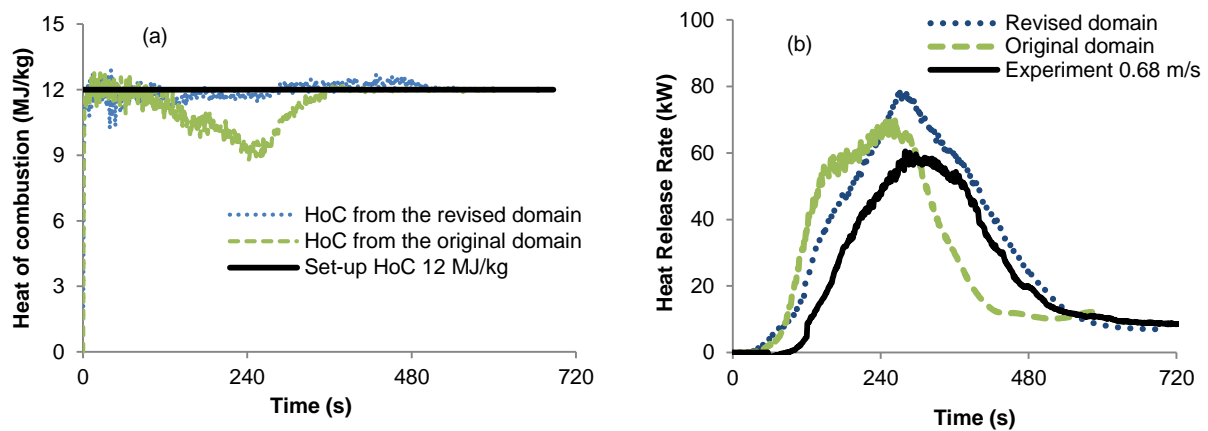 (a)
Heat of combustion (MJ/kg)
15
12
9
6
3
0
HoC from the revised domain
HoC from the original domain
Set-up HoC 12 MJ/kg
0 240 480 720
Time (s)
(b)
Heat Release Rate (kW)
100
80
60
40
20
0
Revised domain
Original domain
Experiment 0.68 m/s
0 240 480 720
Time (s)